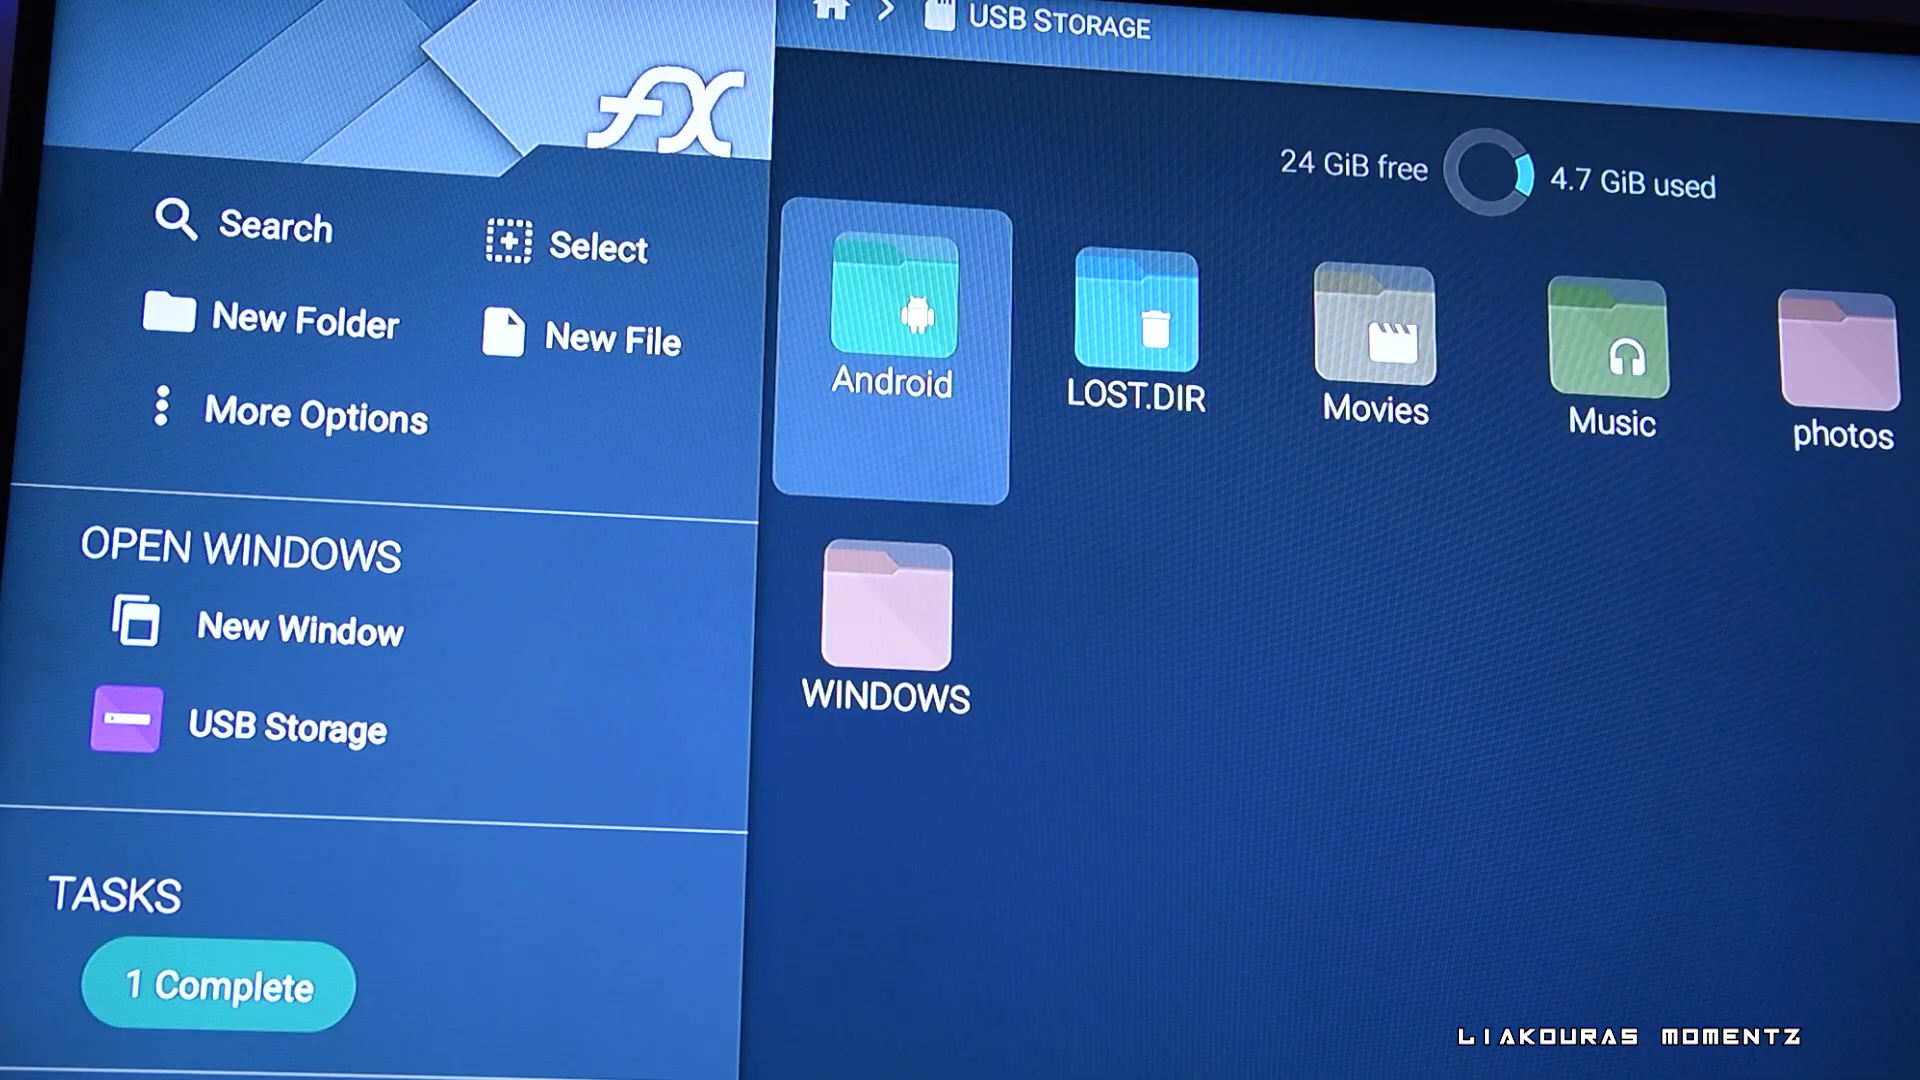 USB STORAGE
fX
24 GiB free
4.7 GiB used
Search
Select
New Folder
New File
More Options
Android
LOST.DIR
Movies
Music
photos
WINDOWS
OPEN WINDOWS
New Window
USB Storage
TASKS
1 Complete
LIAKOURAS MOMENTZ